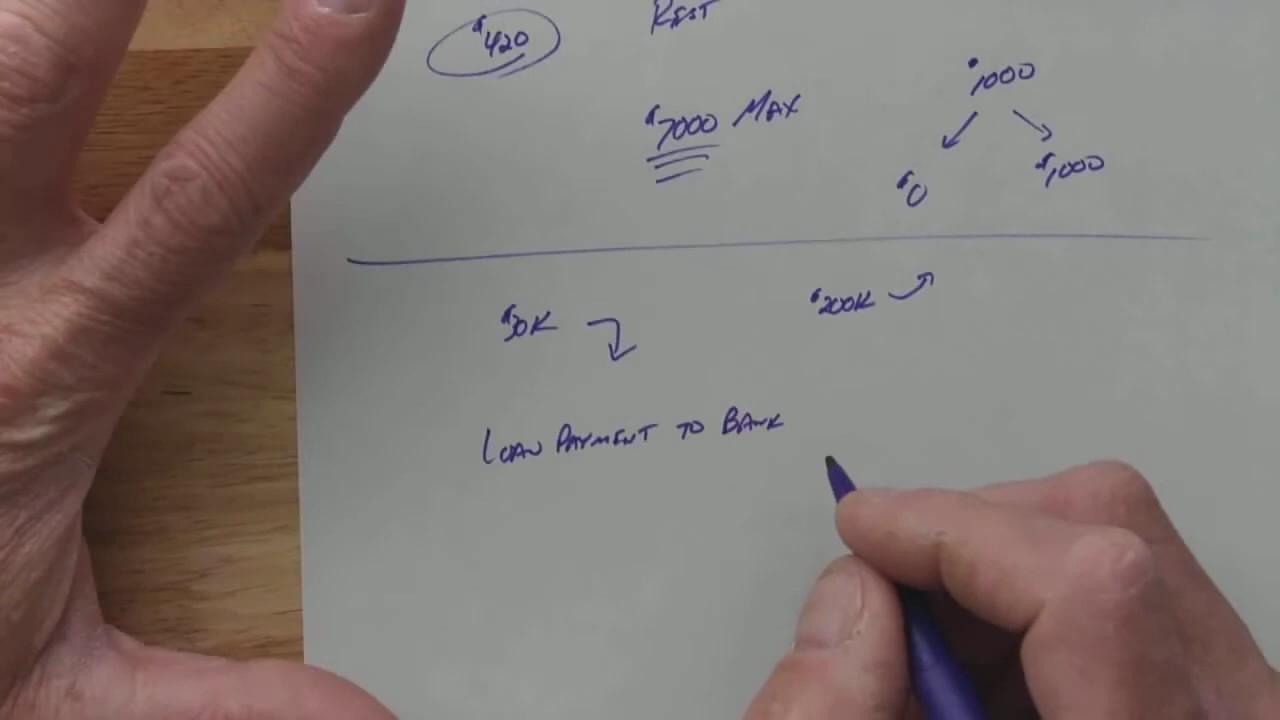 $420
REST
$7000 MAX
$1000
$0
$1000
$30K
$200K
LOAN PAYMENT TO BANK